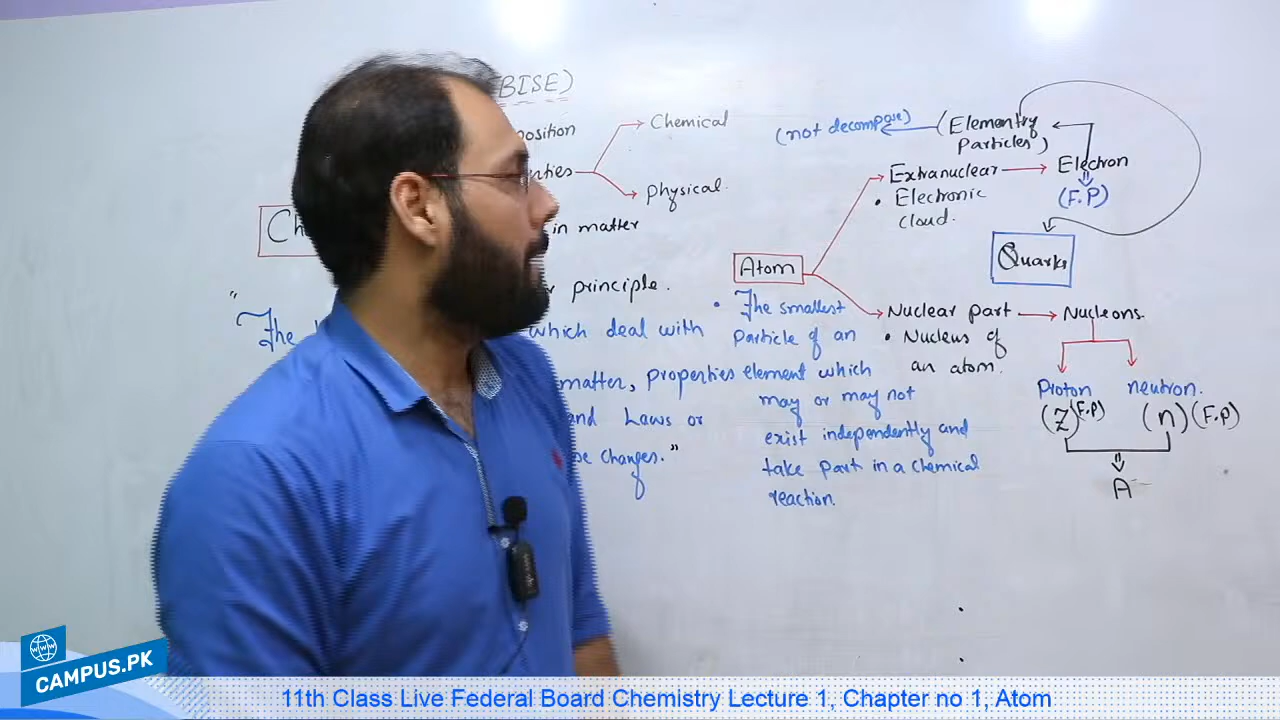 BISE)
position
Chemical
Physical.
in matter
principle.
"The
which deal with
matter, properties
and Laws or
changes."
Atom
• The smallest
Particle of an
element which
may or may not
exist independently and
take part in a chemical
reaction.
(not decompose)
(Elementry
Particles)
Extranuclear
Electron
(F.P)
• Electronic
cloud.
Quarks
Nuclear part
Nucleons.
• Nucleus of
an atom.
Proton
neutron.
(Z)(F.P)
(n)(F.P)
A
CAMPUS.PK
11th Class Live Federal Board Chemistry Lecture 1, Chapter no 1, Atom